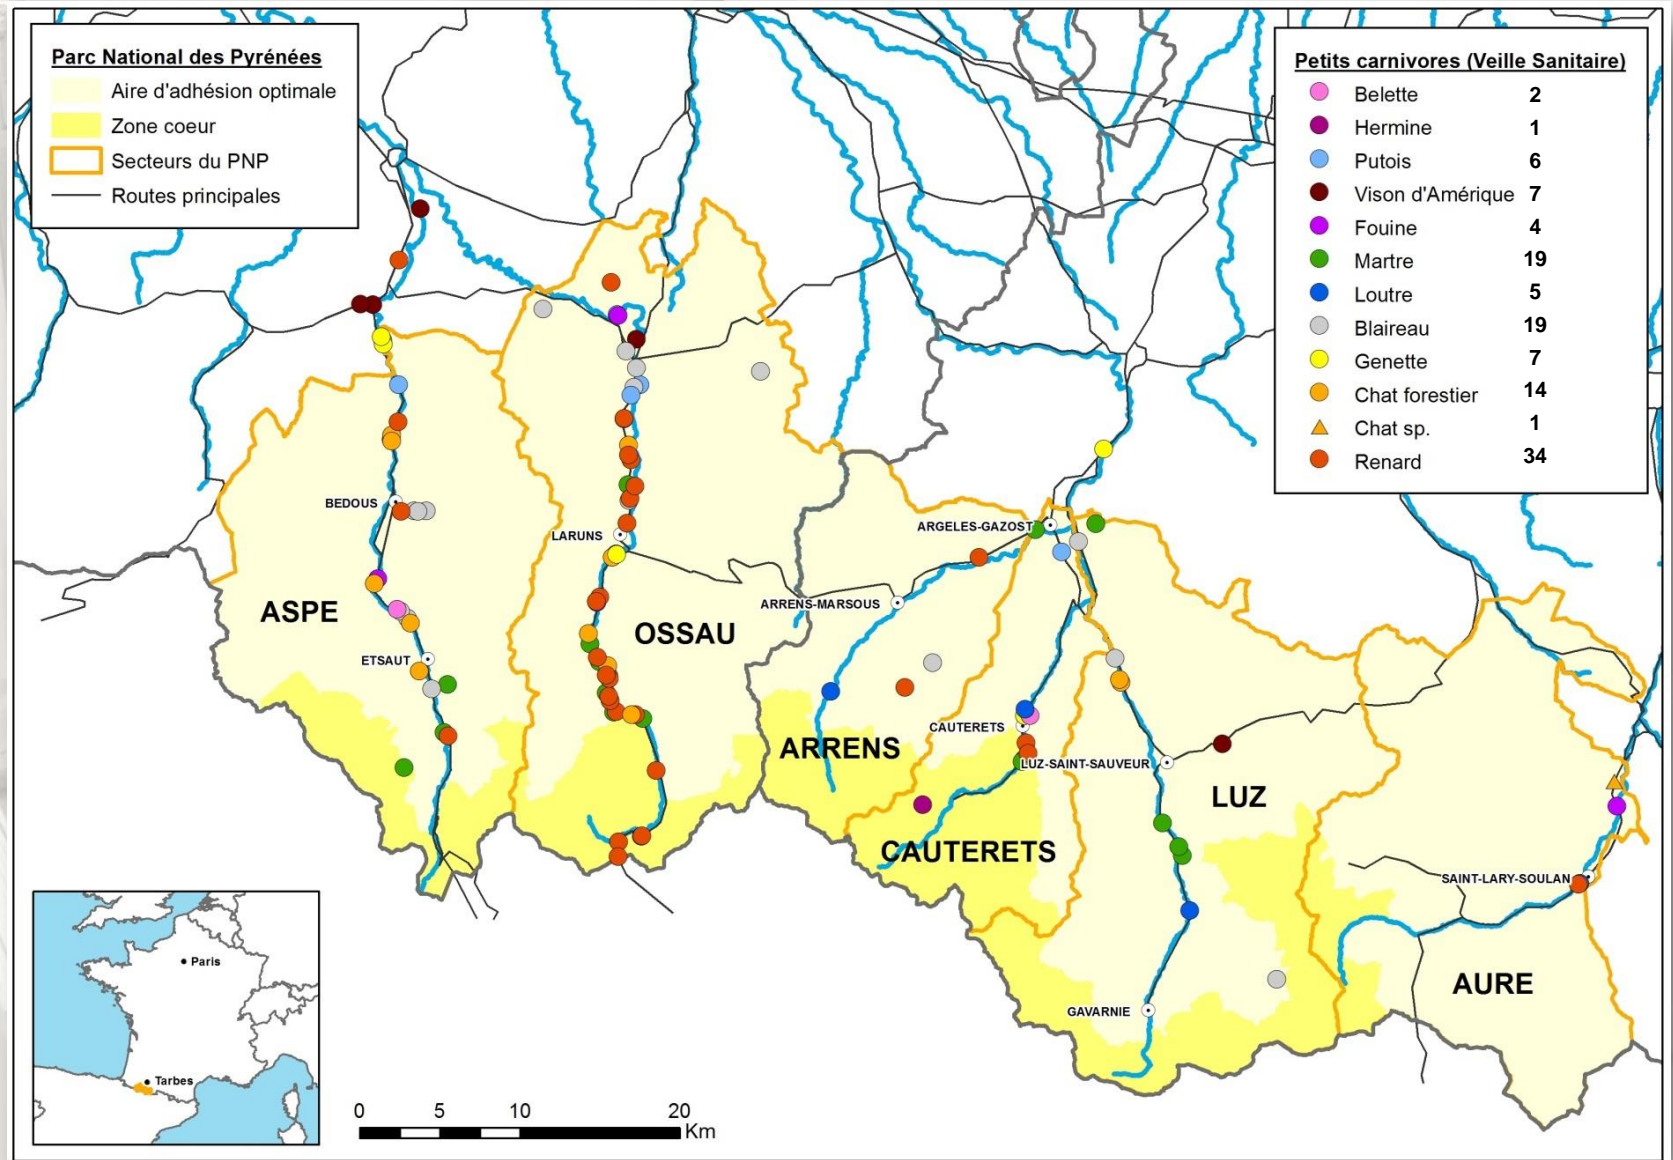 Parc National des Pyrénées
Aire d'adhésion optimale
Zone coeur
Secteurs du PNP
Routes principales
Petits carnivores (Veille Sanitaire)
Belette 2
Hermine 1
Putois 6
Vison d'Amérique 7
Fouine 4
Martre 19
Loutre 5
Blaireau 19
Genette 7
Chat forestier 14
Chat sp. 1
Renard 34
BEDOUS
LARUNS
ARGELES-GAZOST
ARRENS-MARSOUS
ASPE
OSSAU
ETSAUT
CAUTERETS
ARRENS
LUZ-SAINT-SAUVEUR
LUZ
CAUTERETS
SAINT-LARY-SOULAN
AURE
GAVARNIE
Paris
Tarbes
0 5 10 20
Km